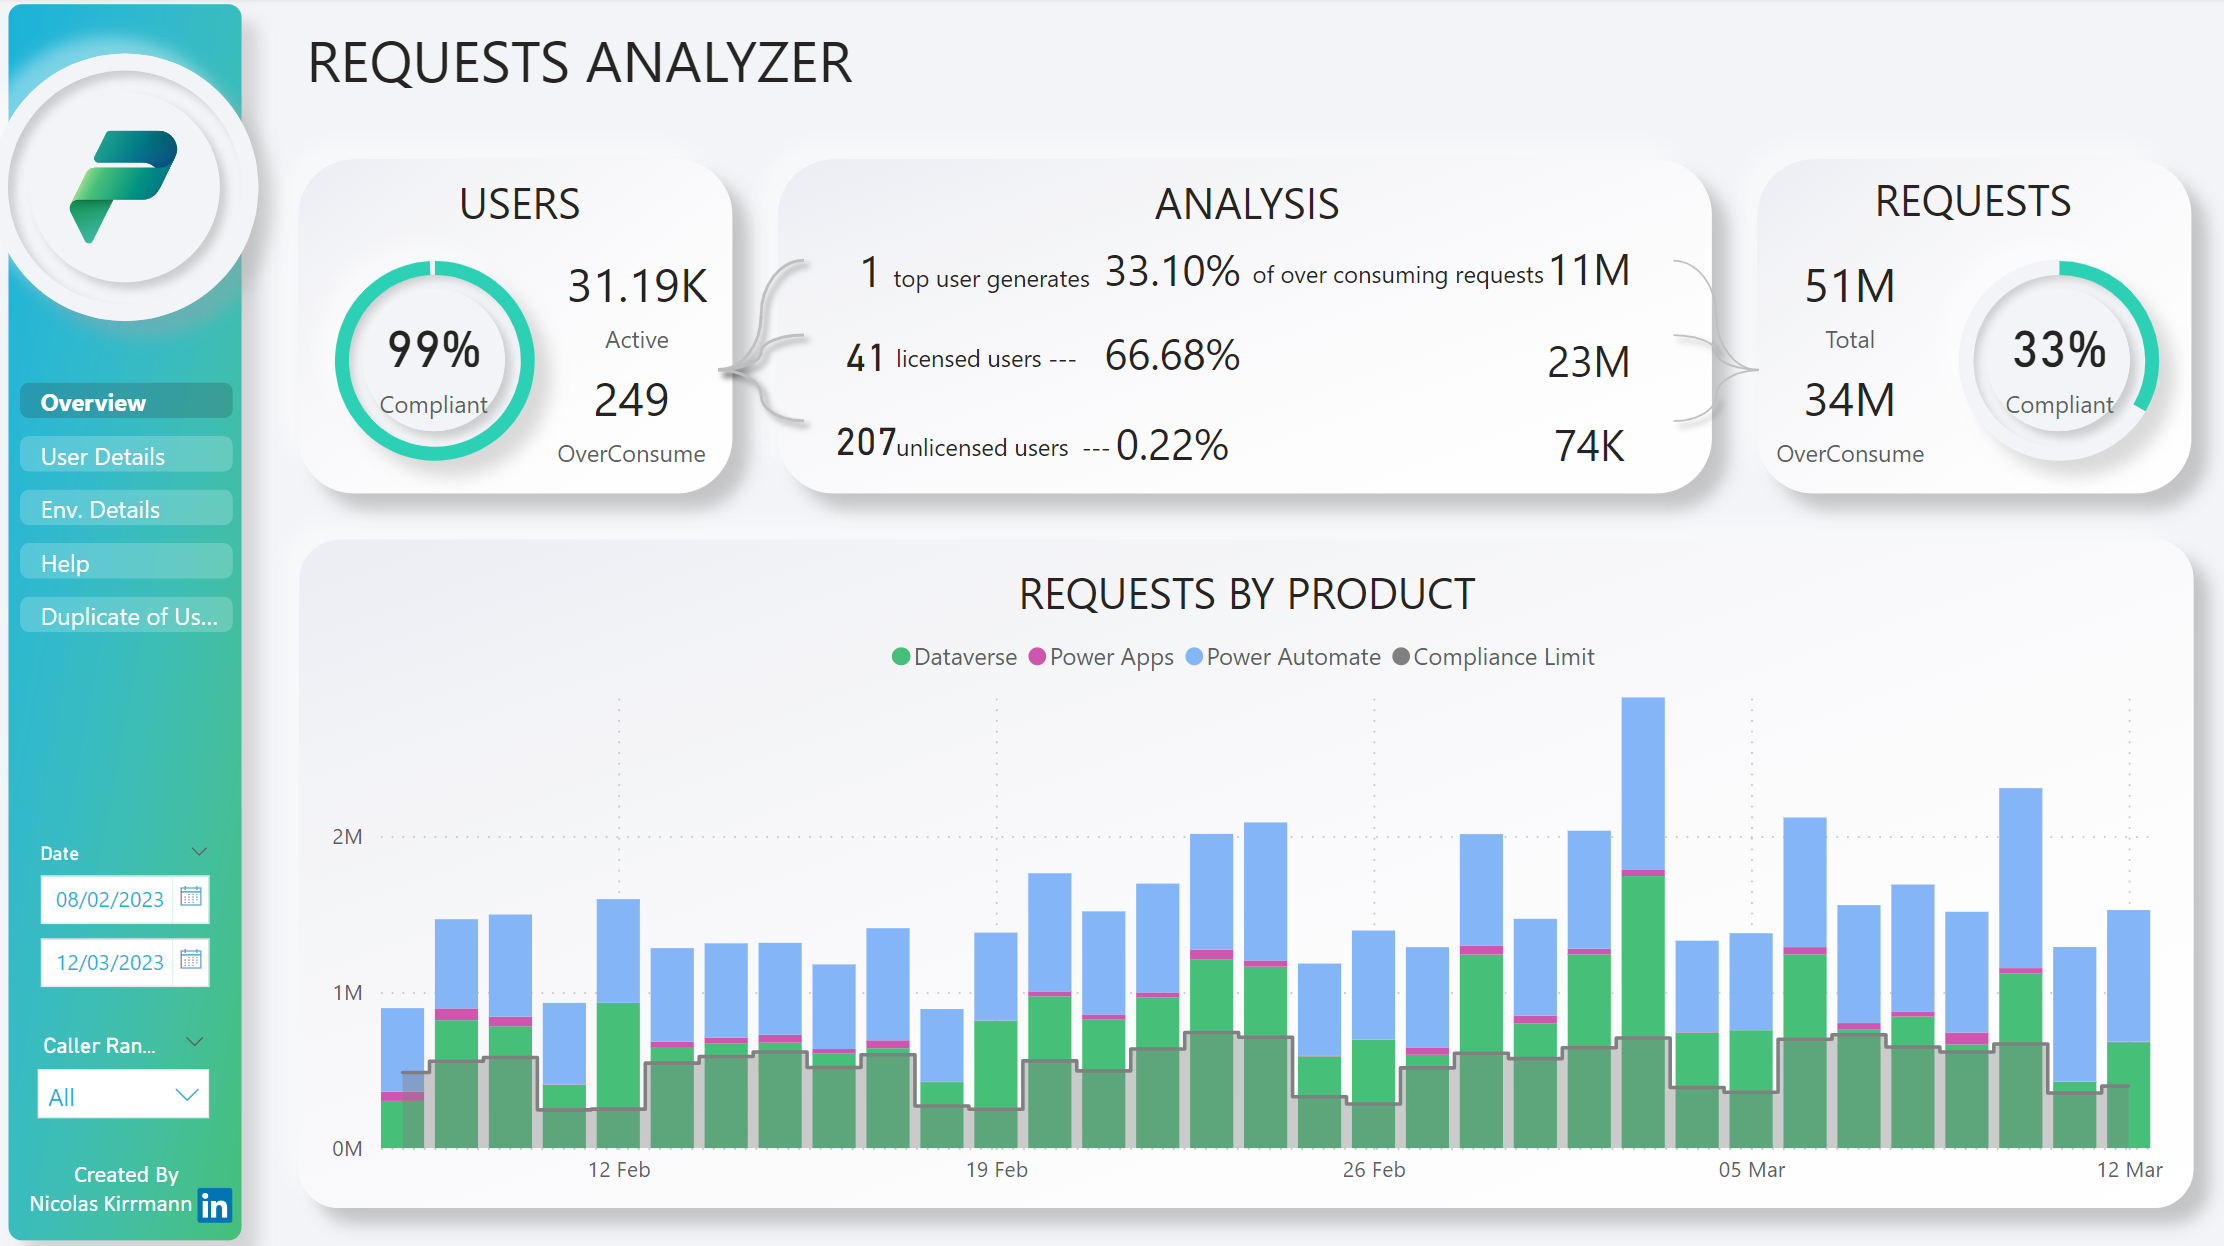 REQUESTS ANALYZER
Overview
User Details
Env. Details
Help
Duplicate of Us...
Date
08/02/2023
12/03/2023
Caller Ran...
All
Created By
Nicolas Kirrmann
in
USERS
99%
Compliant
31.19K
Active
249
OverConsume
ANALYSIS
1 top user generates 33.10% of over consuming requests 11M
41 licensed users --- 66.68% 23M
207 unlicensed users --- 0.22% 74K
REQUESTS
51M
Total
34M
OverConsume
33%
Compliant
REQUESTS BY PRODUCT
Dataverse Power Apps Power Automate Compliance Limit
2M
1M
0M
12 Feb 19 Feb 26 Feb 05 Mar 12 Mar